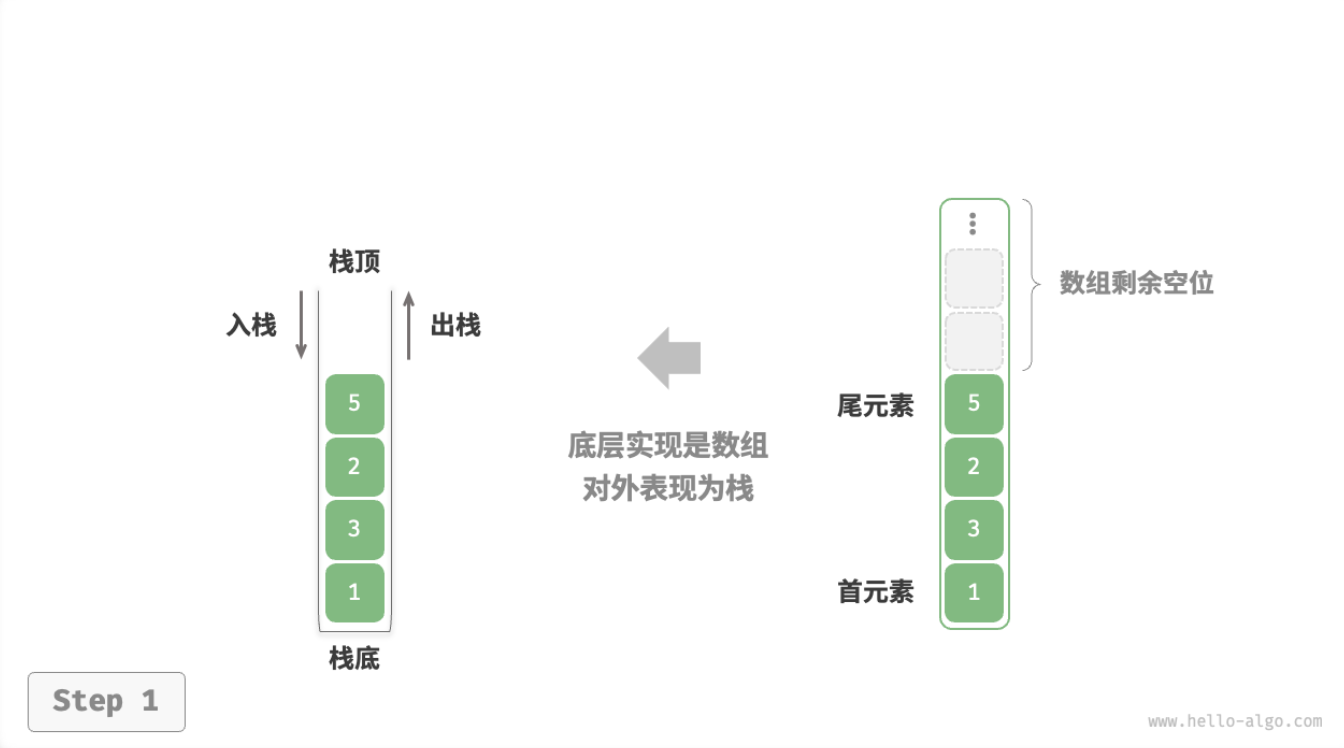 栈顶
入栈
出栈
5
2
3
1
栈底
底层实现是数组
对外表现为栈
数组剩余空位
尾元素
5
2
3
首元素
1
Step 1
www.hello-algo.com